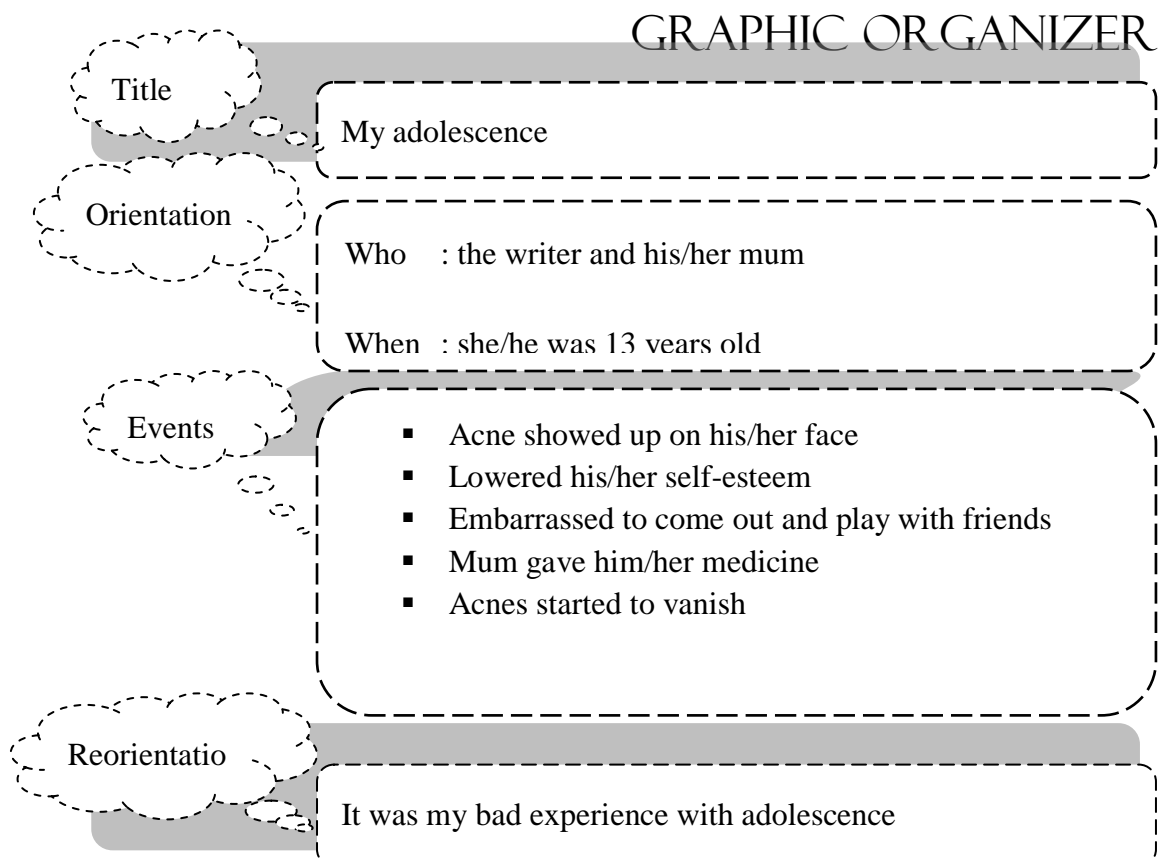 GRAPHIC ORGANIZER
Title
My adolescence
Orientation
Who : the writer and his/her mum
When : she/he was 13 years old
Events
▪ Acne showed up on his/her face
▪ Lowered his/her self-esteem
▪ Embarrassed to come out and play with friends
▪ Mum gave him/her medicine
▪ Acnes started to vanish
Reorientatio
It was my bad experience with adolescence